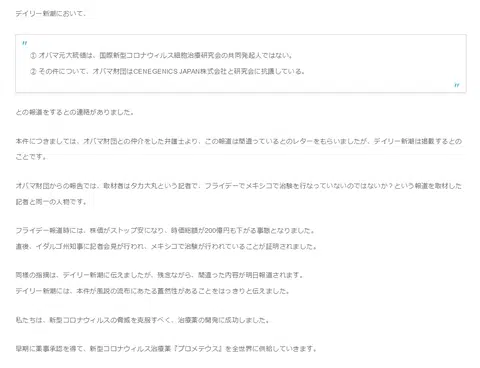 デイリー新潮において、
① オバマ元大統領は、国際新型コロナウィルス細胞治療研究会の共同発起人ではない。
② その件について、オバマ財団はCENEGENICS JAPAN株式会社と研究会に抗議している。
との報道をするとの連絡がありました。
本件につきましては、オバマ財団との仲介をした弁護士より、この報道は間違っているとのレターをもらいましたが、デイリー新潮は掲載するとの
ことです。
オバマ財団からの報告では、取材者はタカ大丸という記者で、フライデーでメキシコで治験を行なっていないのではないか？という報道を取材した
記者と同一の人物です。
フライデー報道時には、株価がストップ安になり、時価総額が200億円も下がる事態となりました。
直後、イダルゴ州知事に記者会見が行われ、メキシコで治験が行われていることが証明されました。
同様の指摘は、デイリー新潮に伝えましたが、残念ながら、間違った内容が明日報道されます。
デイリー新潮には、本件が風説の流布にあたる蓋然性があることをはっきりと伝えました。
私たちは、新型コロナウィルスの脅威を克服すべく、治療薬の開発に成功しました。
早期に薬事承認を得て、新型コロナウィルス治療薬『プロメテウス』を全世界に供給していきます。